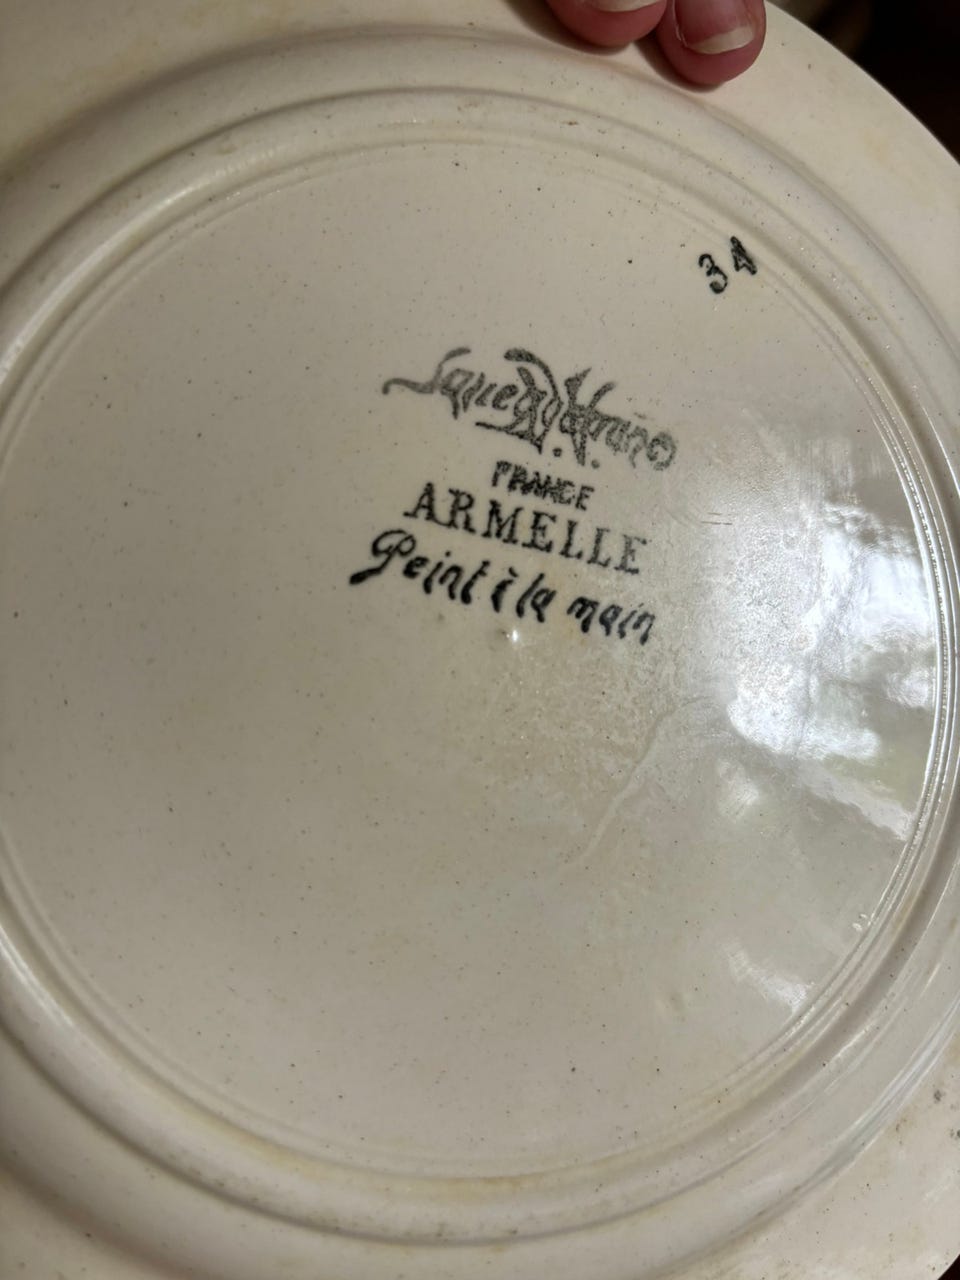 34
FRANCE
ARMELLE
Peint à la main